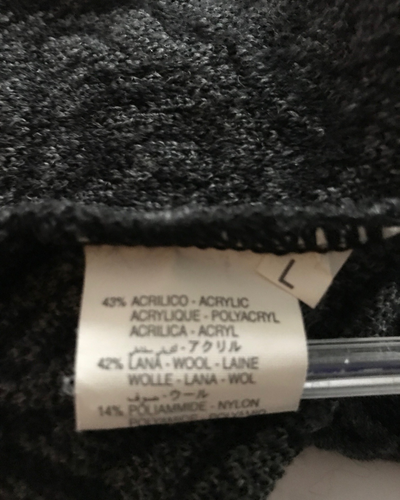 L
43% ACRILICO - ACRYLIC
ACRYLIQUE - POLYACRYL
ACRILICA - ACRYL
アクリル
42% LANA - WOOL - LAINE
WOLLE - LANA - WOL
صوف - ウール
14% POLIAMMIDE - NYLON